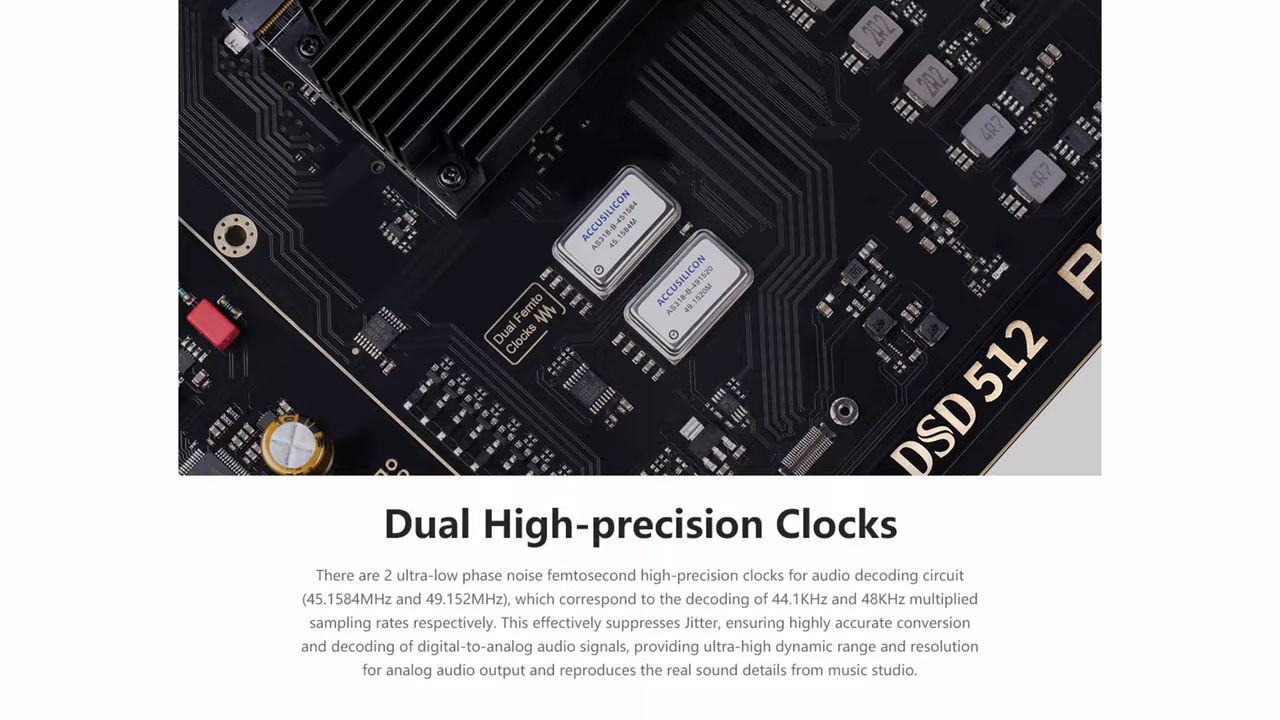 2R2
2R2
4R7
4R7
ACCUSILICON
AS318-B-451584
45.1584M
ACCUSILICON
AS318-B-491520
49.1520M
Dual Femto
Clocks
DSD 512
Dual High-precision Clocks
There are 2 ultra-low phase noise femtosecond high-precision clocks for audio decoding circuit
(45.1584MHz and 49.152MHz), which correspond to the decoding of 44.1KHz and 48KHz multiplied
sampling rates respectively. This effectively suppresses Jitter, ensuring highly accurate conversion
and decoding of digital-to-analog audio signals, providing ultra-high dynamic range and resolution
for analog audio output and reproduces the real sound details from music studio.